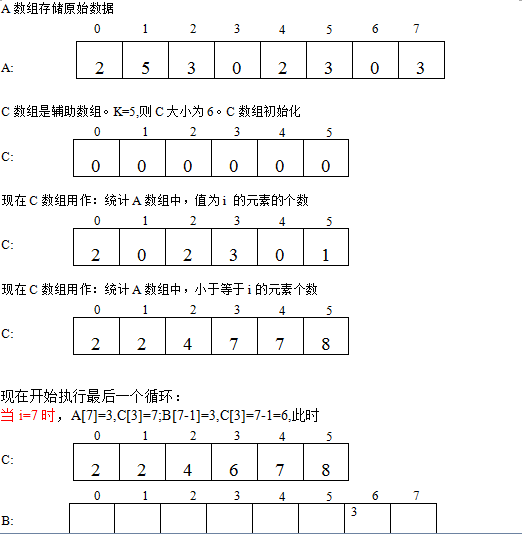 A 数组存储原始数据
0 1 2 3 4 5 6 7
A: 2 5 3 0 2 3 0 3
C 数组是辅助数组。K=5,则 C 大小为 6。C 数组初始化
0 1 2 3 4 5
C: 0 0 0 0 0 0
现在 C 数组用作：统计 A 数组中，值为 i 的元素的个数
0 1 2 3 4 5
C: 2 0 2 3 0 1
现在 C 数组用作：统计 A 数组中，小于等于 i 的元素个数
0 1 2 3 4 5
C: 2 2 4 7 7 8
现在开始执行最后一个循环：
当 i=7 时，A[7]=3,C[3]=7;B[7-1]=3,C[3]=7-1=6,此时
0 1 2 3 4 5
C: 2 2 4 6 7 8
0 1 2 3 4 5 6 7
B: 3